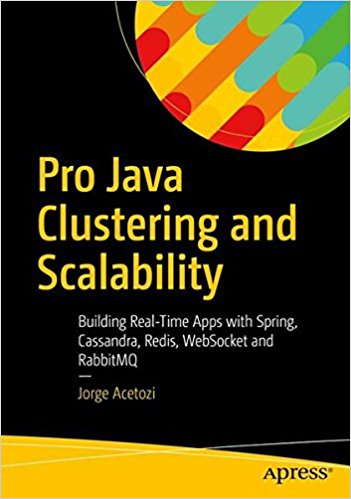 Pro Java
Clustering and
Scalability
Building Real-Time Apps with Spring,
Cassandra, Redis, WebSocket and
RabbitMQ
—
Jorge Acetozi
Apress®